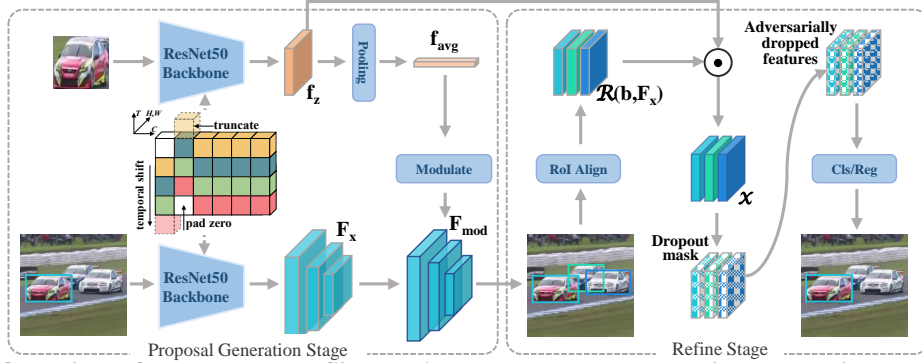 ResNet50
Backbone
f_z
Pooling
f_avg
Modulate
T
H,W
C
truncate
temporal shift
pad zero
ResNet50
Backbone
F_x
F_mod
Proposal Generation Stage
ℛ(b,F_x)
RoI Align
𝓍
Dropout
mask
Adversarially
dropped
features
Cls/Reg
Refine Stage